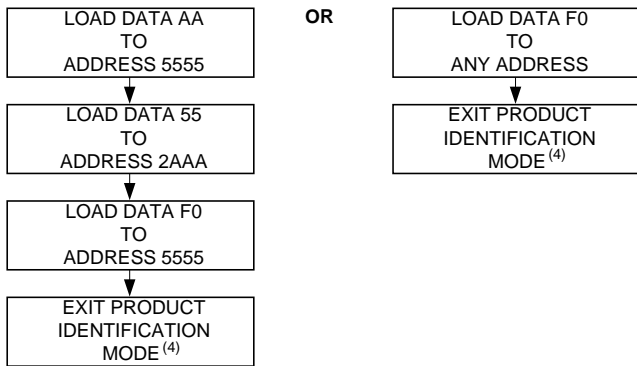 LOAD DATA AA
TO
ADDRESS 5555
LOAD DATA 55
TO
ADDRESS 2AAA
LOAD DATA F0
TO
ADDRESS 5555
EXIT PRODUCT
IDENTIFICATION
MODE(4)
OR
LOAD DATA F0
TO
ANY ADDRESS
EXIT PRODUCT
IDENTIFICATION
MODE(4)